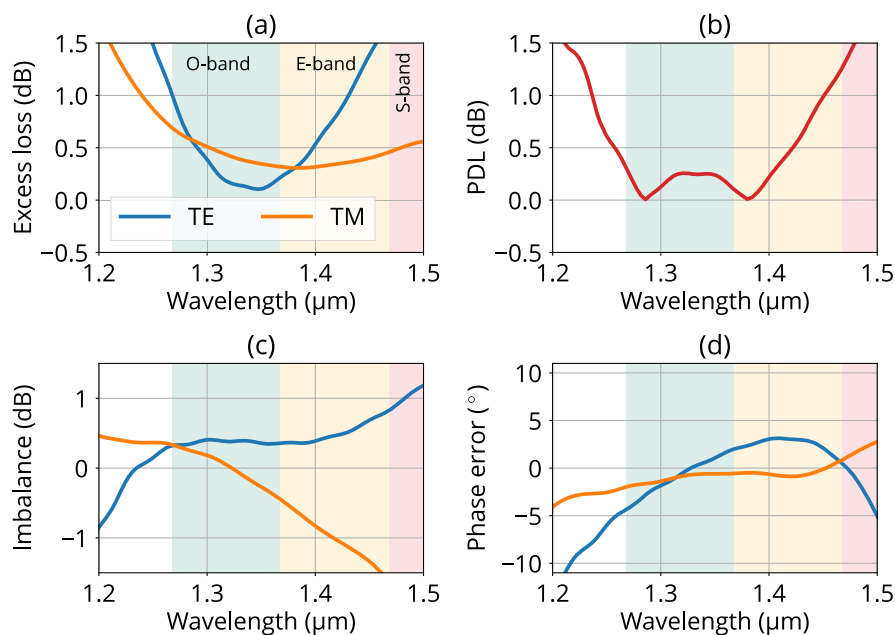 (a)
1.5
1.0
0.5
0.0
−0.5
Excess loss (dB)
O-band
E-band
S-band
TE
TM
1.2
1.3
1.4
1.5
Wavelength (μm)
(b)
1.5
1.0
0.5
0.0
−0.5
PDL (dB)
1.2
1.3
1.4
1.5
Wavelength (μm)
(c)
1
0
−1
Imbalance (dB)
1.2
1.3
1.4
1.5
Wavelength (μm)
(d)
10
5
0
−5
−10
Phase error (°)
1.2
1.3
1.4
1.5
Wavelength (μm)